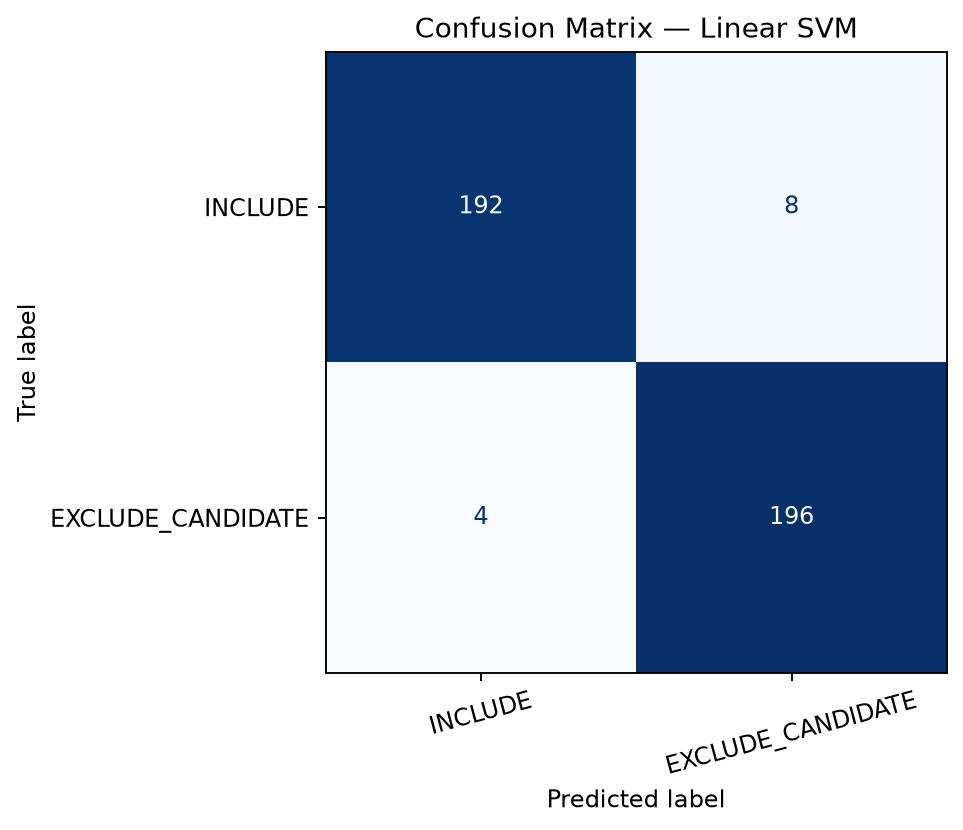 Confusion Matrix — Linear SVM
True label
INCLUDE
192
8
EXCLUDE_CANDIDATE
4
196
INCLUDE
EXCLUDE_CANDIDATE
Predicted label